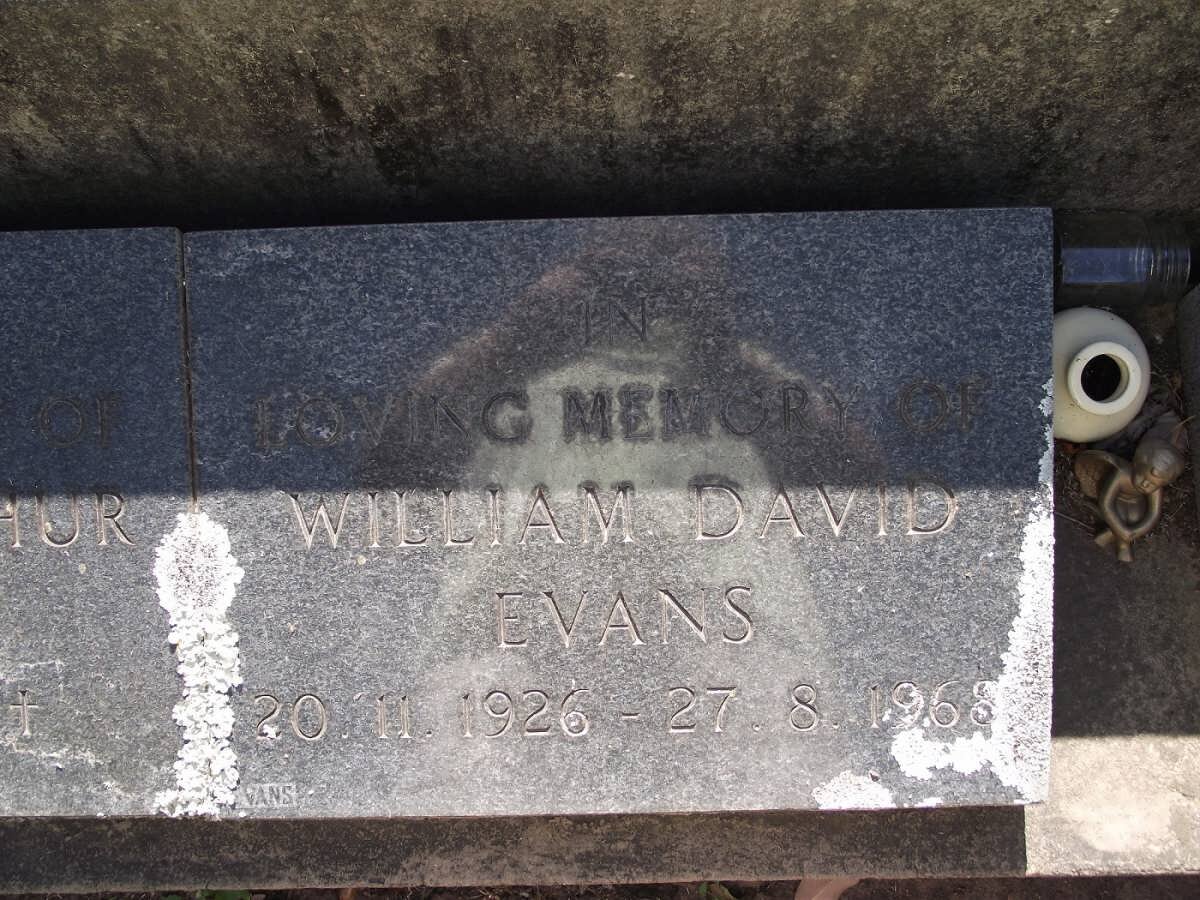 OF
HUR
IN
LOVING MEMORY OF
WILLIAM DAVID
EVANS
20. 11. 1926 - 27. 8. 1968
VANS